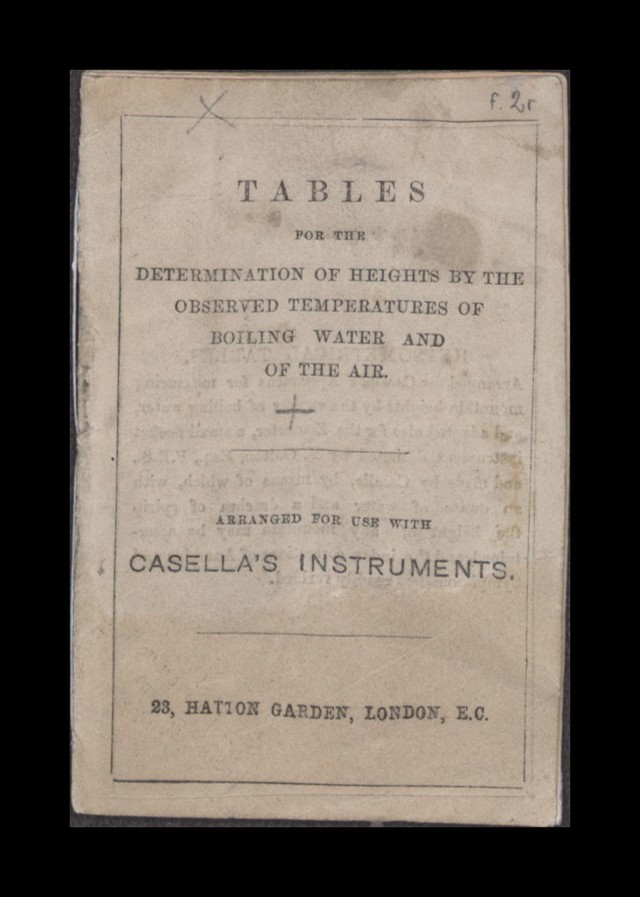 f. 2r
TABLES
FOR THE
DETERMINATION OF HEIGHTS BY THE
OBSERVED TEMPERATURES OF
BOILING WATER AND
OF THE AIR.
ARRANGED FOR USE WITH
CASELLA'S INSTRUMENTS.
23, HATTON GARDEN, LONDON, E.C.